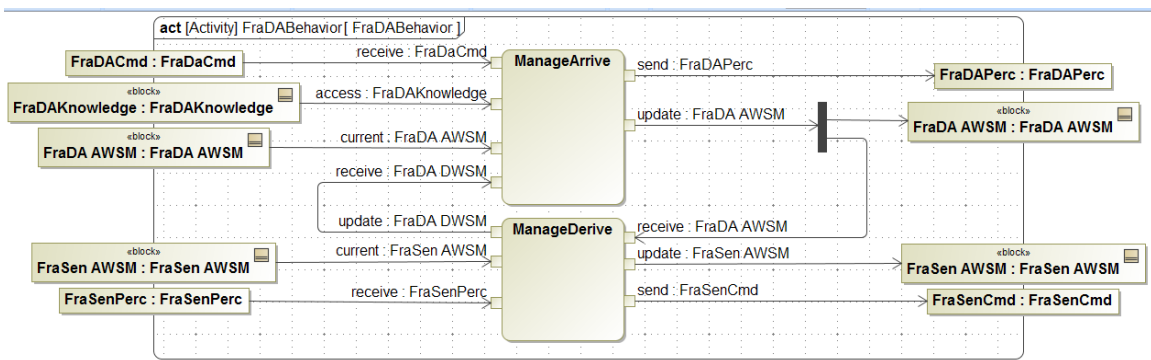 act [Activity] FraDABehavior[ FraDABehavior ]
FraDACmd : FraDaCmd
receive : FraDaCmd
ManageArrive
send : FraDAPerc
FraDAPerc : FraDAPerc
«block»
FraDAKnowledge : FraDAKnowledge
access : FraDAKnowledge
«block»
FraDA AWSM : FraDA AWSM
current : FraDA AWSM
update : FraDA AWSM
«block»
FraDA AWSM : FraDA AWSM
receive : FraDA DWSM
update : FraDA DWSM
ManageDerive
receive : FraDA AWSM
«block»
FraSen AWSM : FraSen AWSM
current : FraSen AWSM
update : FraSen AWSM
«block»
FraSen AWSM : FraSen AWSM
FraSenPerc : FraSenPerc
receive : FraSenPerc
send : FraSenCmd
FraSenCmd : FraSenCmd